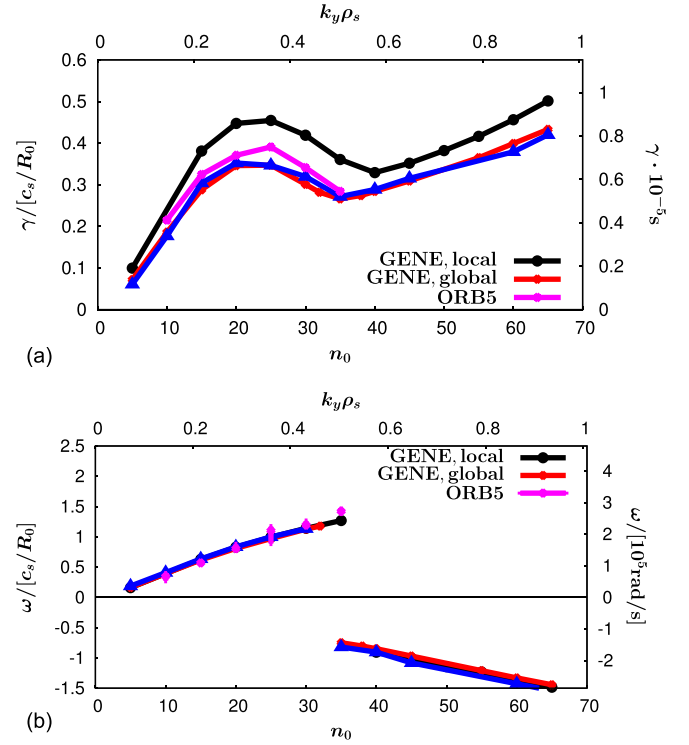 k_yρ_s
0 0.2 0.4 0.6 0.8 1
0.6
0.5
0.4
0.3
0.2
0.1
0
γ/[c_s/R_0]
1
0.8
0.6
0.4
0.2
0
γ · 10^{-5}s
GENE, local
GENE, global
ORB5
0 10 20 30 40 50 60 70
n_0
(a)
k_yρ_s
0 0.2 0.4 0.6 0.8 1
2.5
2
1.5
1
0.5
0
-0.5
-1
-1.5
ω/[c_s/R_0]
4
3
2
1
0
-1
-2
ω/[10^5rad/s]
GENE, local
GENE, global
ORB5
0 10 20 30 40 50 60 70
n_0
(b)